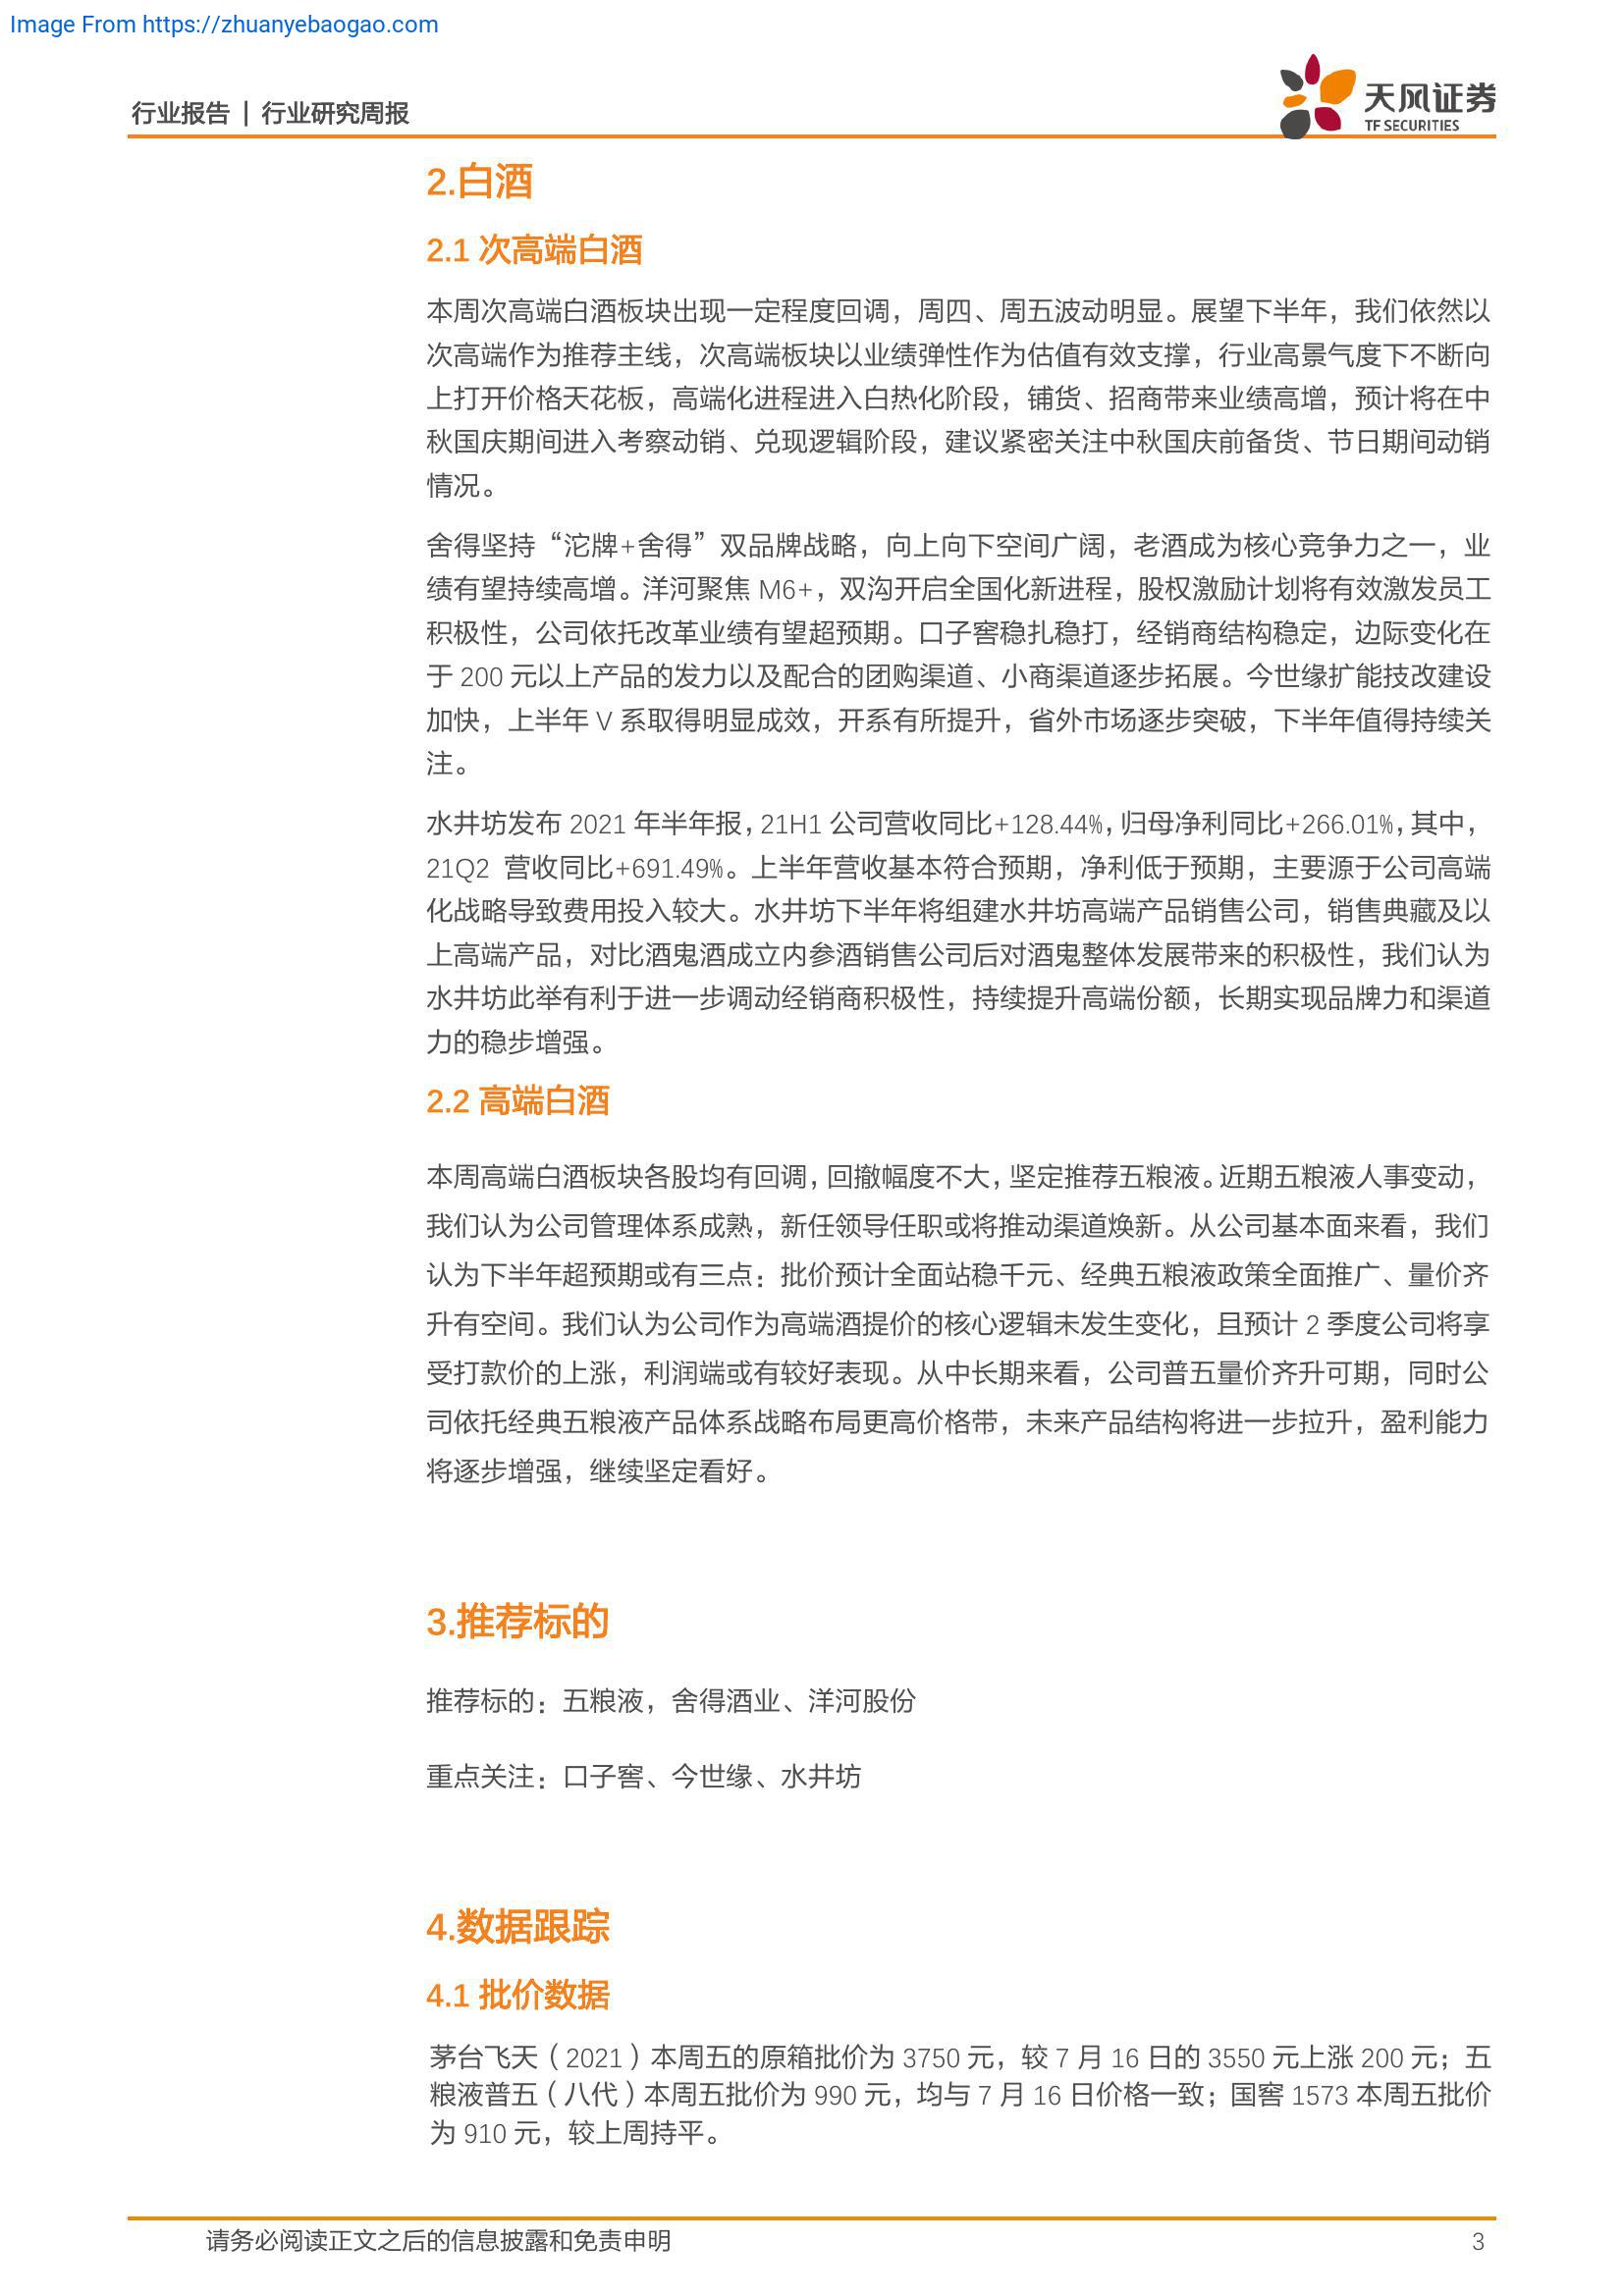 Image From https://zhuanyebaogao.com
行业报告 | 行业研究周报
天风证券
TF SECURITIES
2.白酒
2.1 次高端白酒
本周次高端白酒板块出现一定程度回调，周四、周五波动明显。展望下半年，我们依然以
次高端作为推荐主线，次高端板块以业绩弹性作为估值有效支撑，行业高景气度下不断向
上打开价格天花板，高端化进程进入白热化阶段，铺货、招商带来业绩高增，预计将在中
秋国庆期间进入考察动销、兑现逻辑阶段，建议紧密关注中秋国庆前备货、节日期间动销
情况。
舍得坚持“沱牌+舍得”双品牌战略，向上向下空间广阔，老酒成为核心竞争力之一，业
绩有望持续高增。洋河聚焦 M6+，双沟开启全国化新进程，股权激励计划将有效激发员工
积极性，公司依托改革业绩有望超预期。口子窖稳扎稳打，经销商结构稳定，边际变化在
于 200 元以上产品的发力以及配合的团购渠道、小商渠道逐步拓展。今世缘扩能技改建设
加快，上半年 V 系取得明显成效，开系有所提升，省外市场逐步突破，下半年值得持续关
注。
水井坊发布 2021 年半年报，21H1 公司营收同比+128.44%，归母净利同比+266.01%，其中，
21Q2 营收同比+691.49%。上半年营收基本符合预期，净利低于预期，主要源于公司高端
化战略导致费用投入较大。水井坊下半年将组建水井坊高端产品销售公司，销售典藏及以
上高端产品，对比酒鬼酒成立内参酒销售公司后对酒鬼整体发展带来的积极性，我们认为
水井坊此举有利于进一步调动经销商积极性，持续提升高端份额，长期实现品牌力和渠道
力的稳步增强。
2.2 高端白酒
本周高端白酒板块各股均有回调，回撤幅度不大，坚定推荐五粮液。近期五粮液人事变动，
我们认为公司管理体系成熟，新任领导任职或将推动渠道焕新。从公司基本面来看，我们
认为下半年超预期或有三点：批价预计全面站稳千元、经典五粮液政策全面推广、量价齐
升有空间。我们认为公司作为高端酒提价的核心逻辑未发生变化，且预计 2 季度公司将享
受打款价的上涨，利润端或有较好表现。从中长期来看，公司普五量价齐升可期，同时公
司依托经典五粮液产品体系战略布局更高价格带，未来产品结构将进一步拉升，盈利能力
将逐步增强，继续坚定看好。
3.推荐标的
推荐标的：五粮液，舍得酒业、洋河股份
重点关注：口子窖、今世缘、水井坊
4.数据跟踪
4.1 批价数据
茅台飞天（2021）本周五的原箱批价为 3750 元，较 7 月 16 日的 3550 元上涨 200 元；五
粮液普五（八代）本周五批价为 990 元，均与 7 月 16 日价格一致；国窖 1573 本周五批价
为 910 元，较上周持平。
请务必阅读正文之后的信息披露和免责申明
3